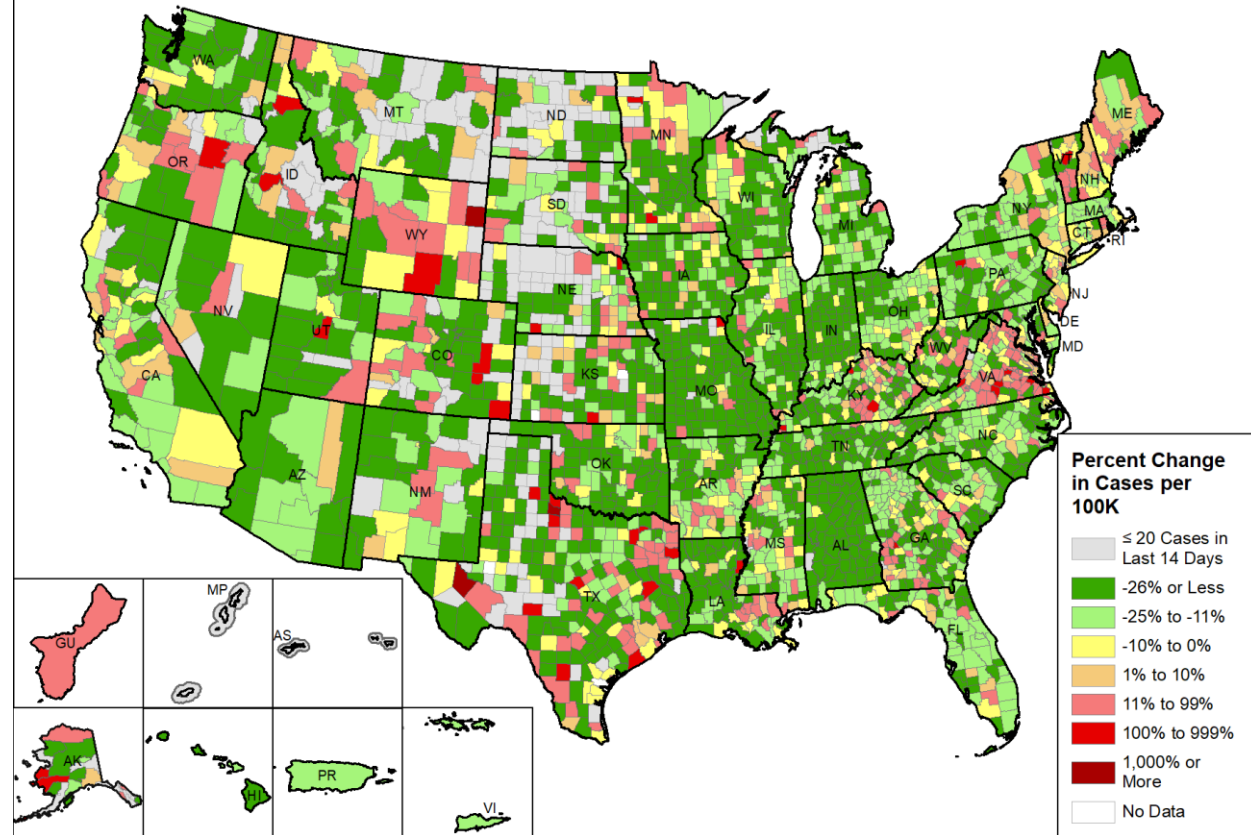 WA
MT
ND
MN
ME
OR
ID
WY
SD
WI
MI
VT
NH
NY
MA
CT
RI
NV
UT
CO
NE
IA
IL
IN
OH
PA
NJ
DE
MD
CA
KS
MO
KY
WV
VA
AZ
NM
OK
AR
TN
NC
SC
MS
AL
GA
TX
LA
FL
GU
MP
AS
AK
HI
PR
VI
Percent Change
in Cases per
100K
≤ 20 Cases in
Last 14 Days
-26% or Less
-25% to -11%
-10% to 0%
1% to 10%
11% to 99%
100% to 999%
1,000% or
More
No Data